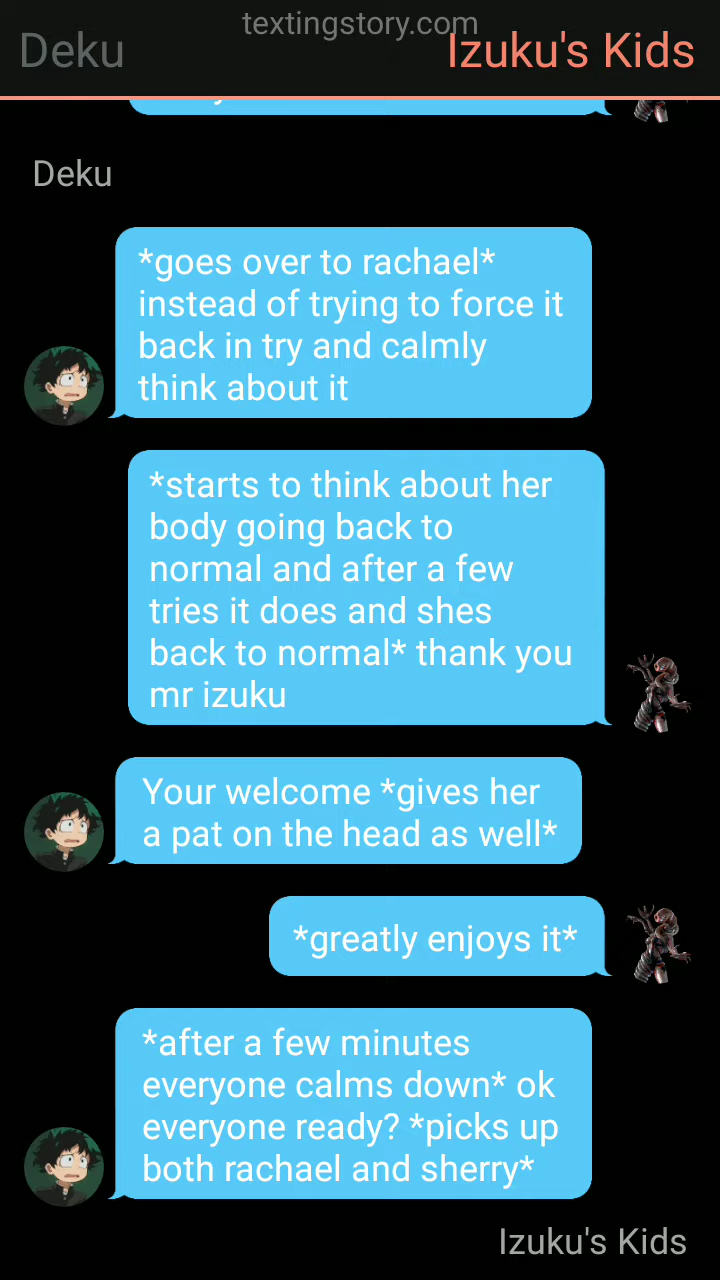 textingstory.com
Deku
Izuku's Kids
Deku
*goes over to rachael*
instead of trying to force it
back in try and calmly
think about it
*starts to think about her
body going back to
normal and after a few
tries it does and shes
back to normal* thank you
mr izuku
Your welcome *gives her
a pat on the head as well*
*greatly enjoys it*
*after a few minutes
everyone calms down* ok
everyone ready? *picks up
both rachael and sherry*
Izuku's Kids